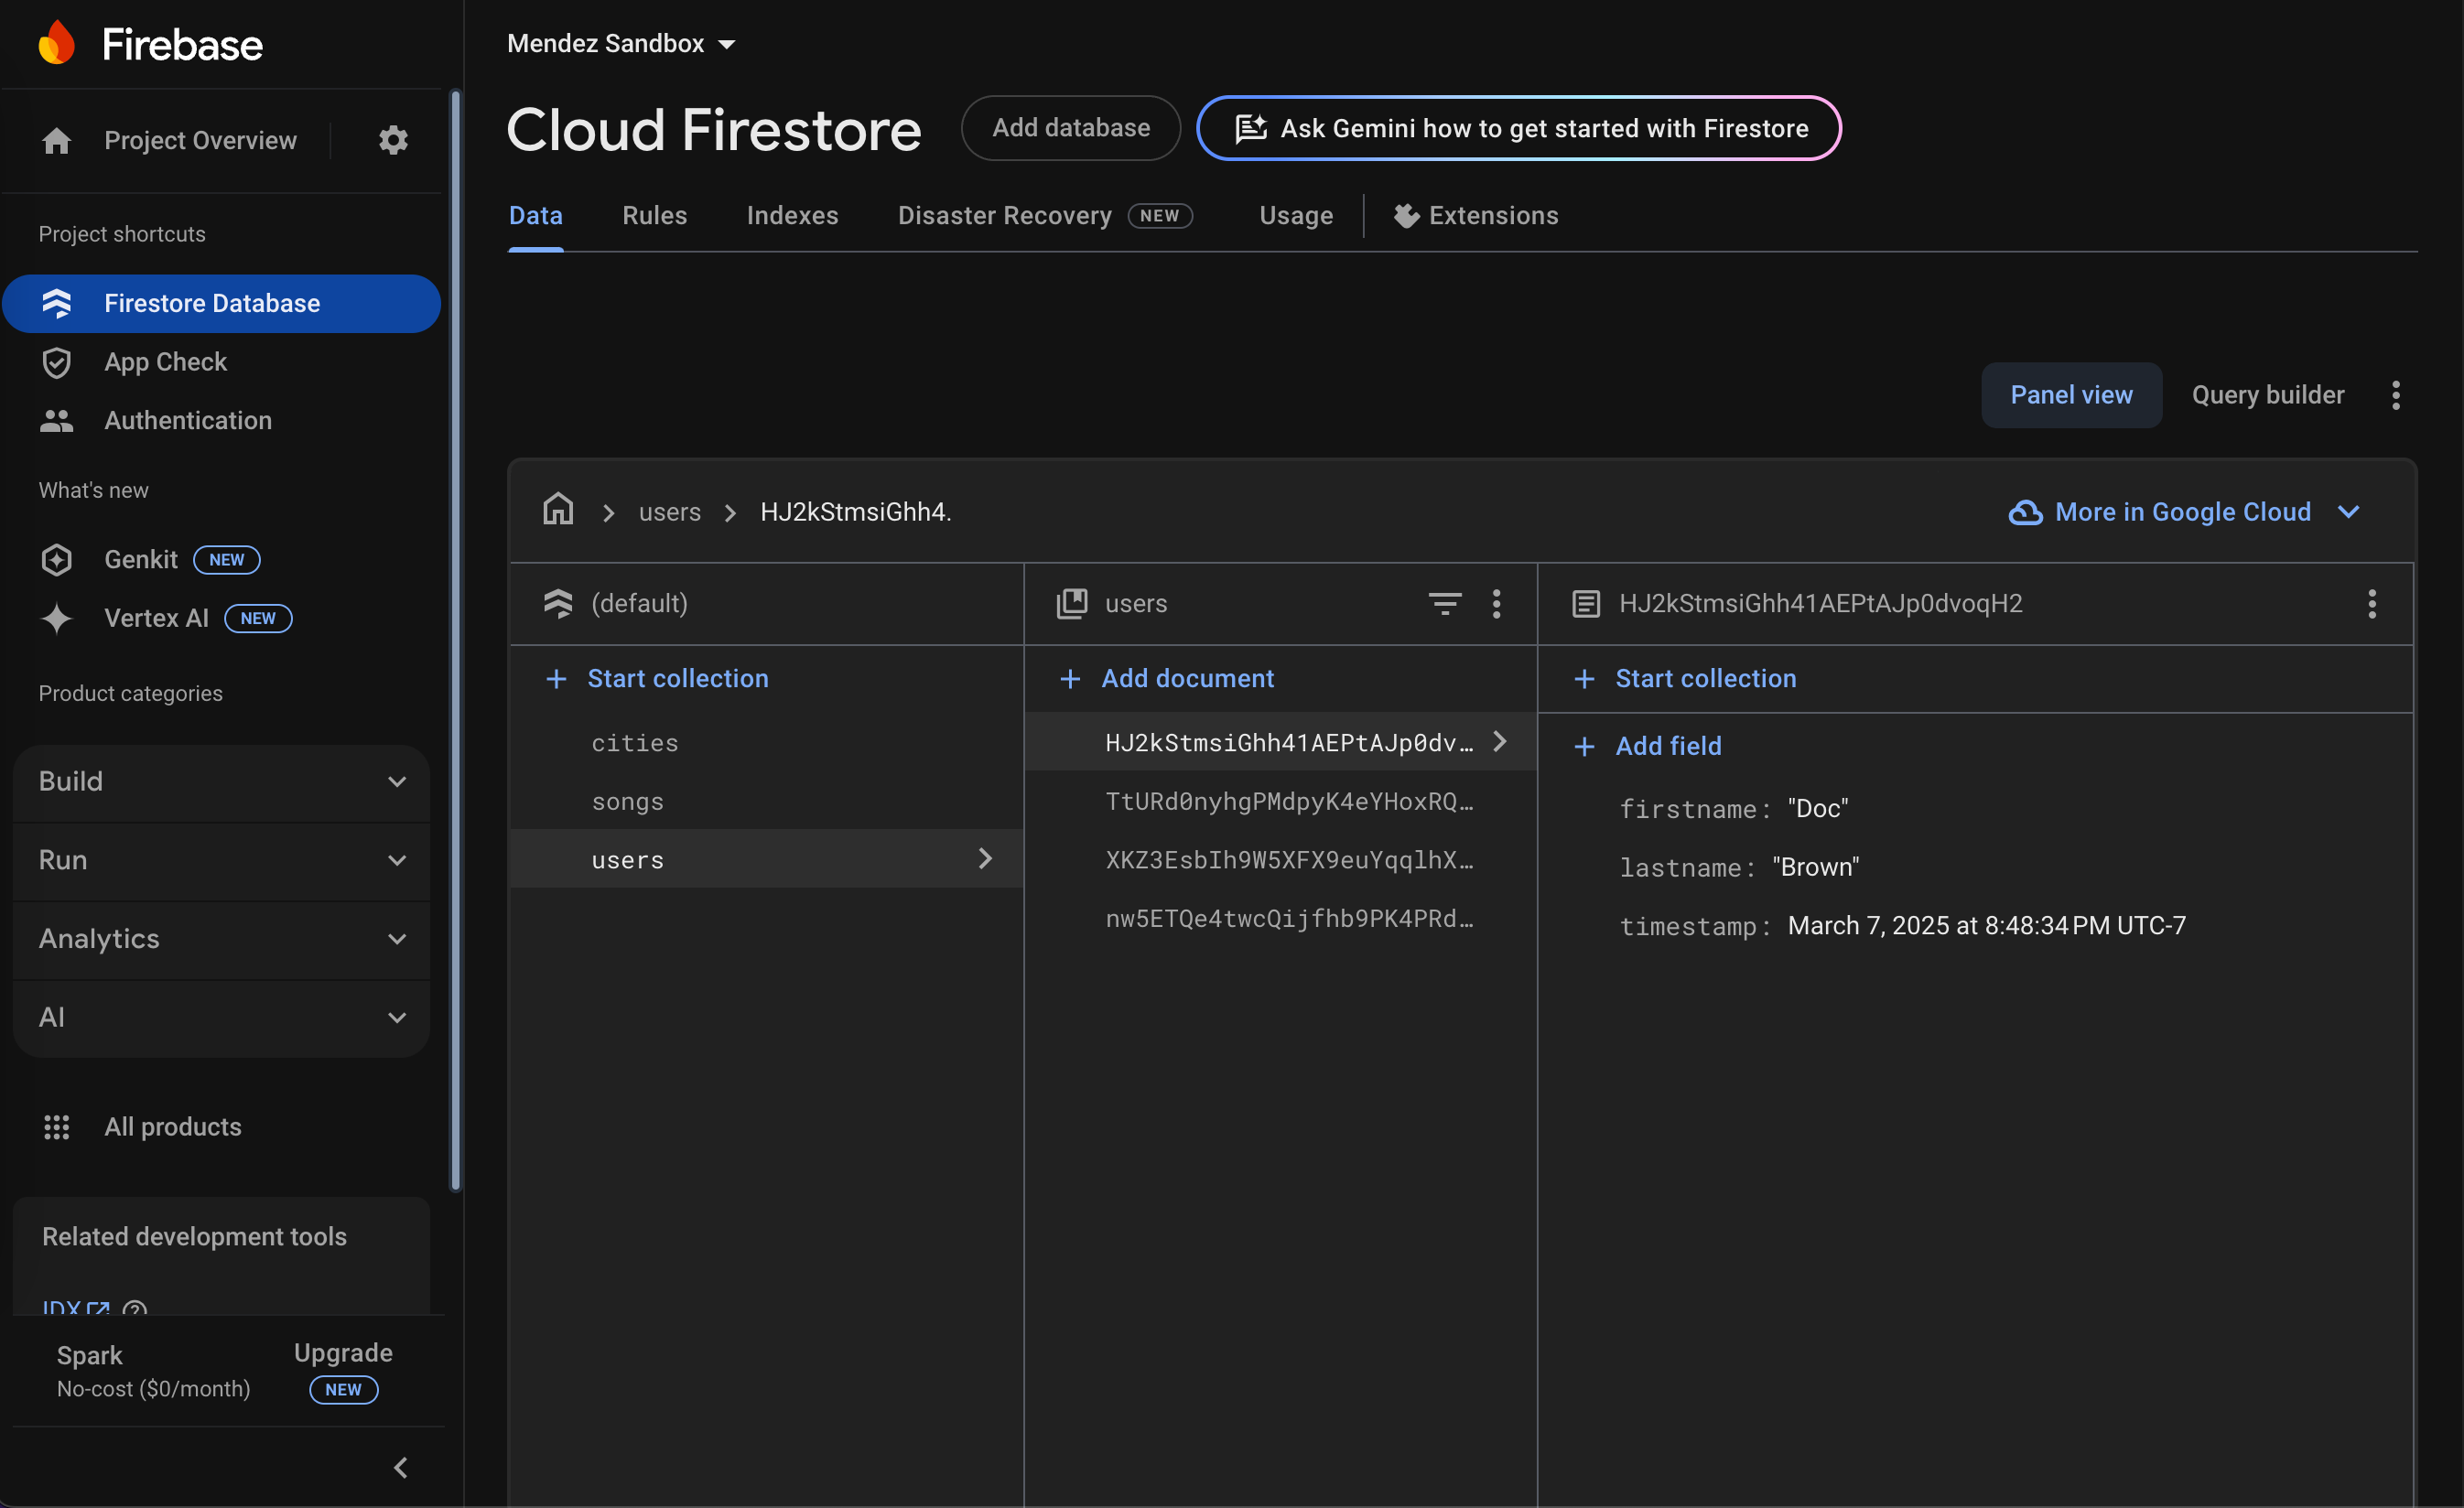 Firebase
Project Overview
Project shortcuts
Firestore Database
App Check
Authentication
What's new
Genkit NEW
Vertex AI NEW
Product categories
Build
Run
Analytics
AI
All products
Related development tools
IDX
Spark
No-cost ($0/month)
Upgrade
NEW
Mendez Sandbox
Cloud Firestore
Add database
Ask Gemini how to get started with Firestore
Data Rules Indexes Disaster Recovery NEW Usage Extensions
Panel view Query builder
users HJ2kStmsiGhh4.
More in Google Cloud
(default)
Start collection
cities
songs
users
users
Add document
HJ2kStmsiGhh41AEPtAJp0dv…
TtURd0nyhgPMdpyK4eYHoxRQ…
XKZ3EsbIh9W5XFX9euYqqlhX…
nw5ETQe4twcQijfhb9PK4PRd…
HJ2kStmsiGhh41AEPtAJp0dvoqH2
Start collection
Add field
firstname: "Doc"
lastname: "Brown"
timestamp: March 7, 2025 at 8:48:34 PM UTC-7